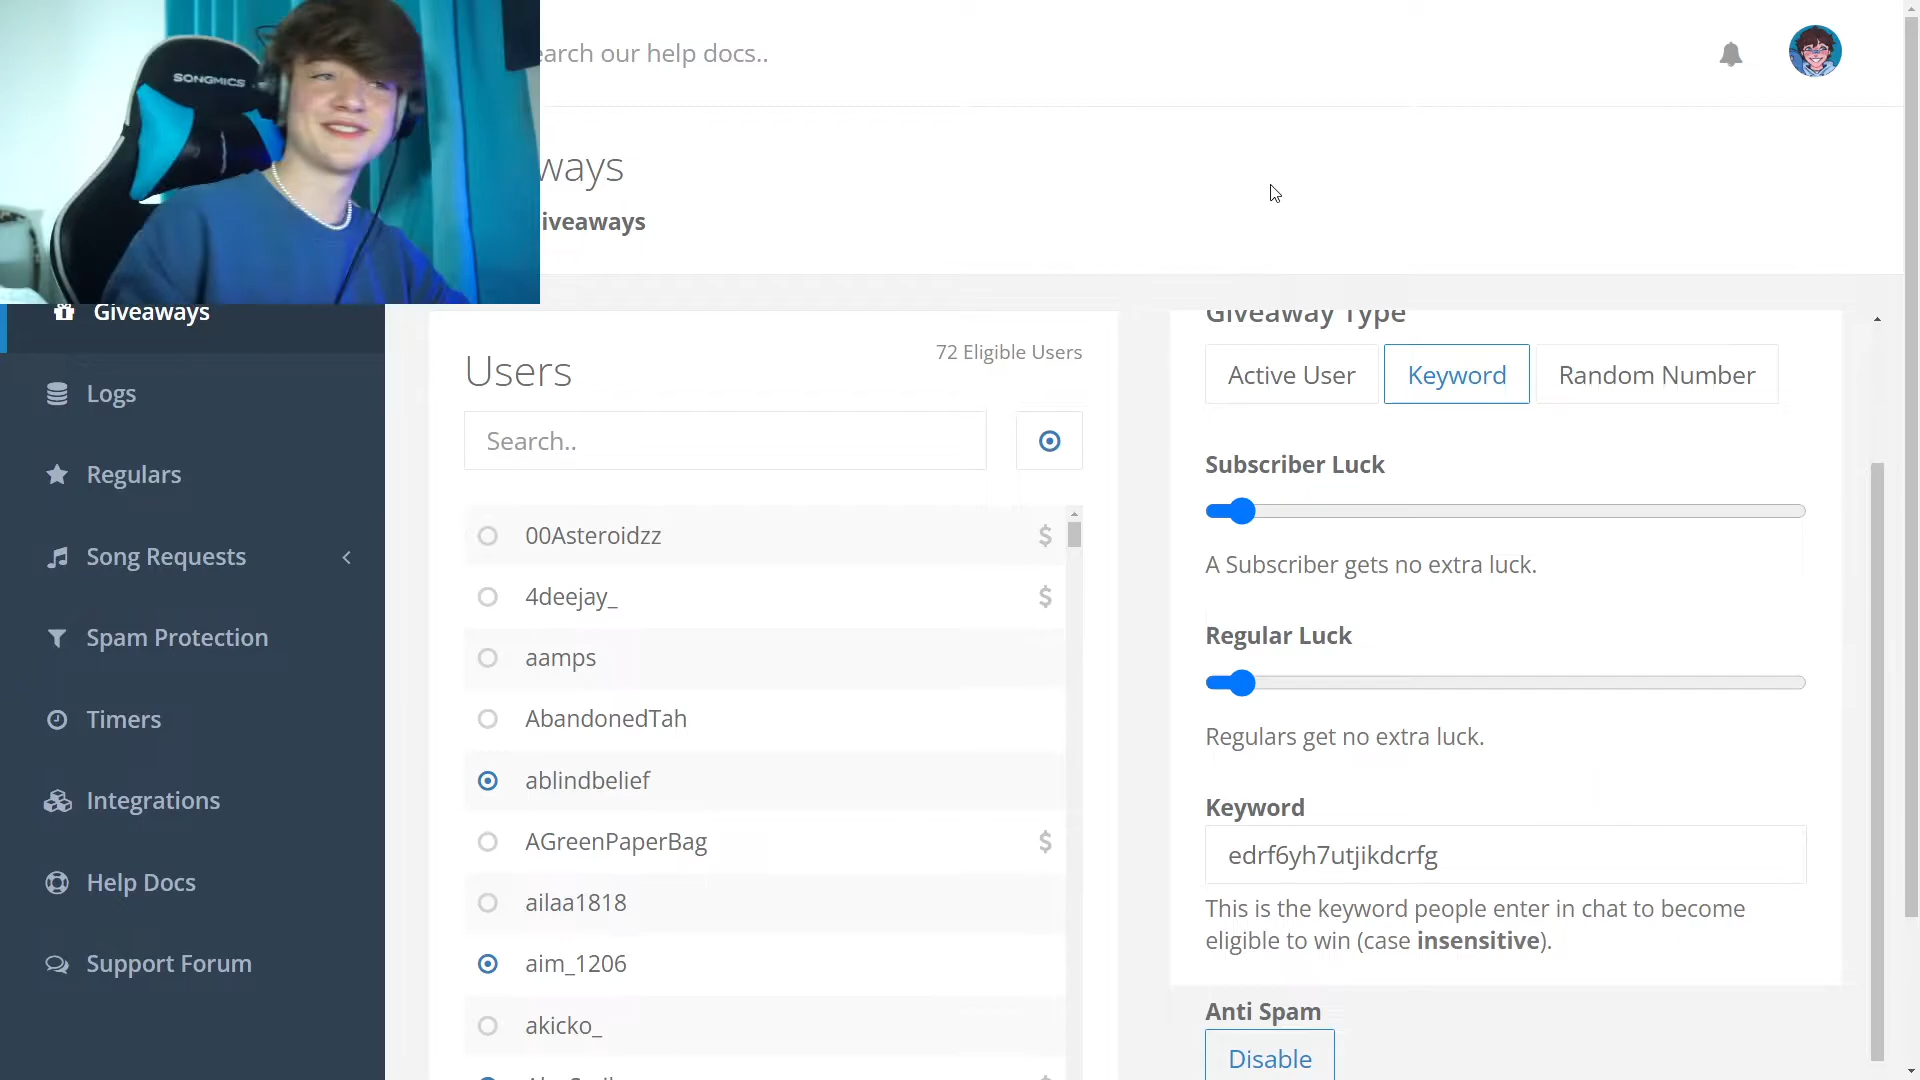 SONGMICS
earch our help docs..
ways
iveaways
Giveaways
Logs
Regulars
Song Requests
Spam Protection
Timers
Integrations
Help Docs
Support Forum
Users
72 Eligible Users
Search..
00Asteroidzz $
4deejay_ $
aamps
AbandonedTah
ablindbelief
AGreenPaperBag $
ailaa1818
aim_1206
akicko_
Giveaway Type
Active User
Keyword
Random Number
Subscriber Luck
A Subscriber gets no extra luck.
Regular Luck
Regulars get no extra luck.
Keyword
edrf6yh7utjikdcrfg
This is the keyword people enter in chat to become
eligible to win (case insensitive).
Anti Spam
Disable